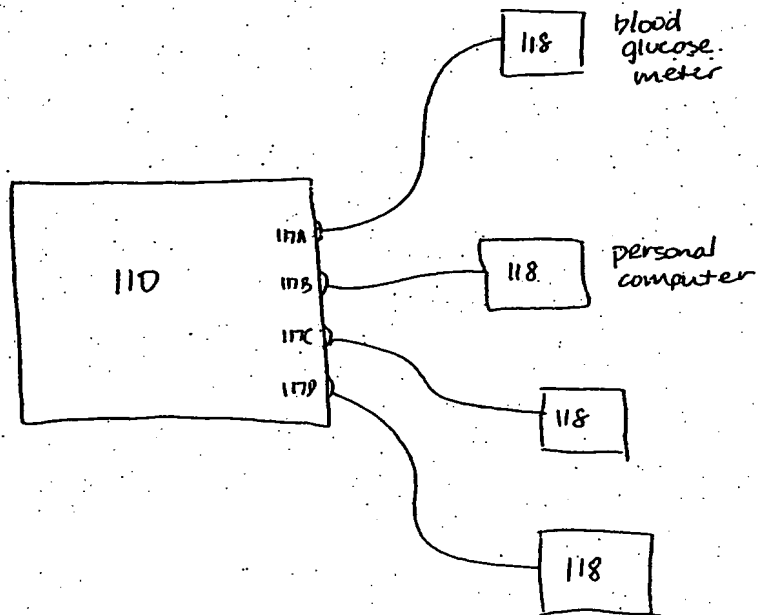 118
blood
glucose.
meter
117A
110
117B
118
personal
computer
117C
117D
118
118